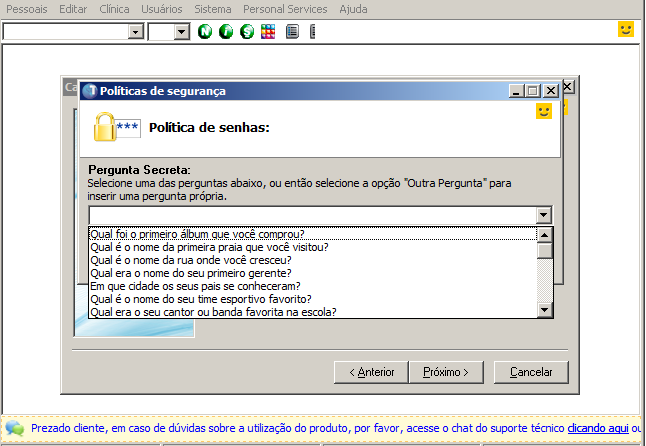 Pessoais Editar Clínica Usuários Sistema Personal Services Ajuda
N T $
Políticas de segurança
*** Política de senhas:
Pergunta Secreta:
Selecione uma das perguntas abaixo, ou então selecione a opção "Outra Pergunta" para
inserir uma pergunta própria.
Qual foi o primeiro álbum que você comprou?
Qual é o nome da primeira praia que você visitou?
Qual é o nome da rua onde você cresceu?
Qual era o nome do seu primeiro gerente?
Em que cidade os seus pais se conheceram?
Qual é o nome do seu time esportivo favorito?
Qual era o seu cantor ou banda favorita na escola?
< Anterior Próximo > Cancelar
Prezado cliente, em caso de dúvidas sobre a utilização do produto, por favor, acesse o chat do suporte técnico clicando aqui ou